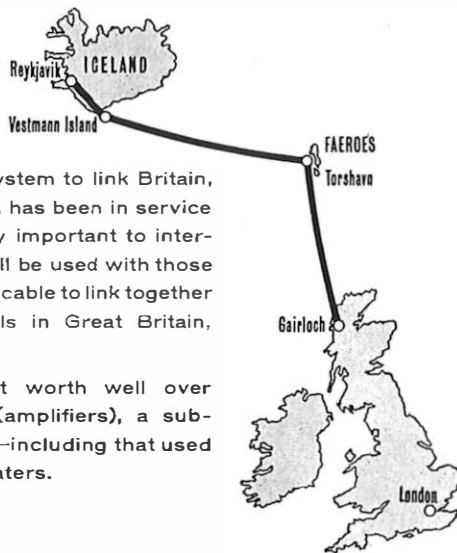 ICELAND
Reykjavik
Vestmann Island
FAEROES
Torshavn
ystem to link Britain,
has been in service
y important to inter-
ll be used with those
cable to link together
ls in Great Britain,
Gairloch
t worth well over
(amplifiers), a sub-
—including that used
aters.
London